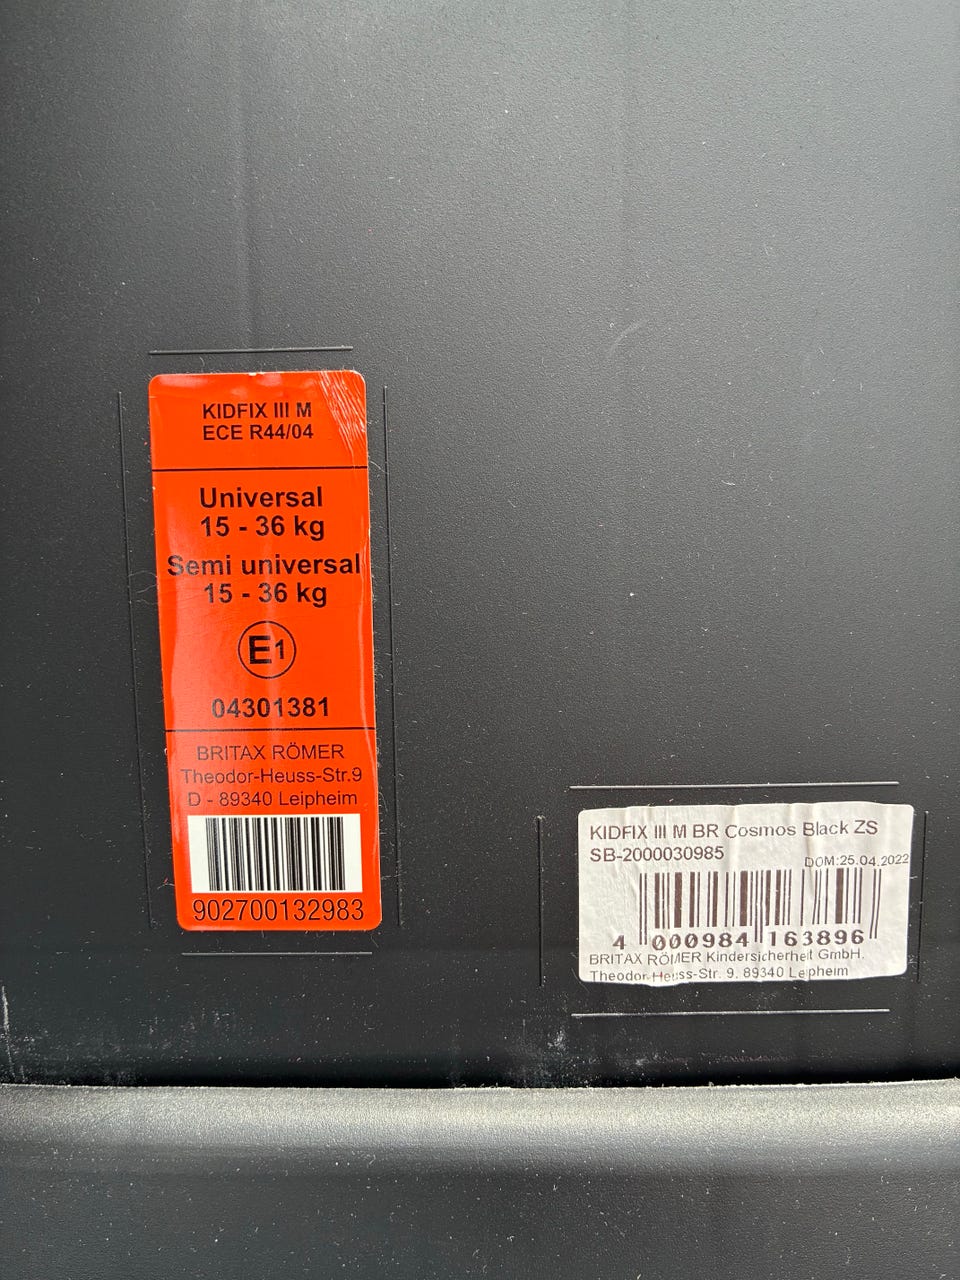 KIDFIX III M
ECE R44/04
Universal
15 - 36 kg
Semi universal
15 - 36 kg
E1
04301381
BRITAX RÖMER
Theodor-Heuss-Str.9
D - 89340 Leipheim
902700132983
KIDFIX III M BR Cosmos Black ZS
SB-2000030985
DOM:25.04.2022
4 000984 163896
BRITAX RÖMER Kindersicherheit GmbH.
Theodor-Heuss-Str. 9, 89340 Leipheim